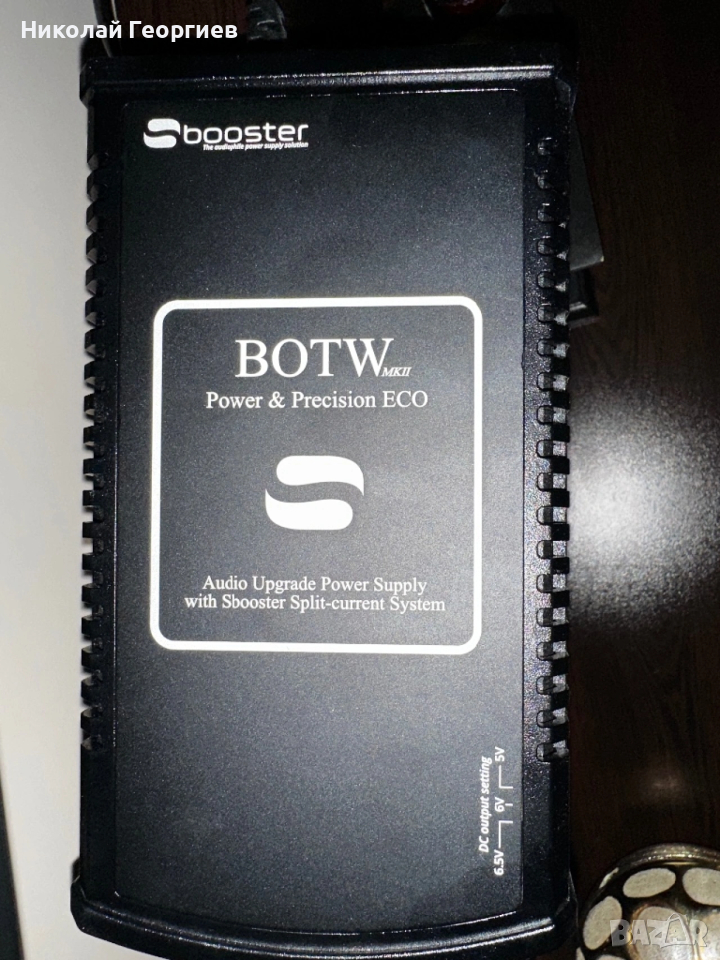 Николай Георгиев
Sbooster
The audiophile power supply solution
BOTW MKII
Power & Precision ECO
S
Audio Upgrade Power Supply
with Sbooster Split-current System
DC output setting
6.5V 6V 5V
BAZAR